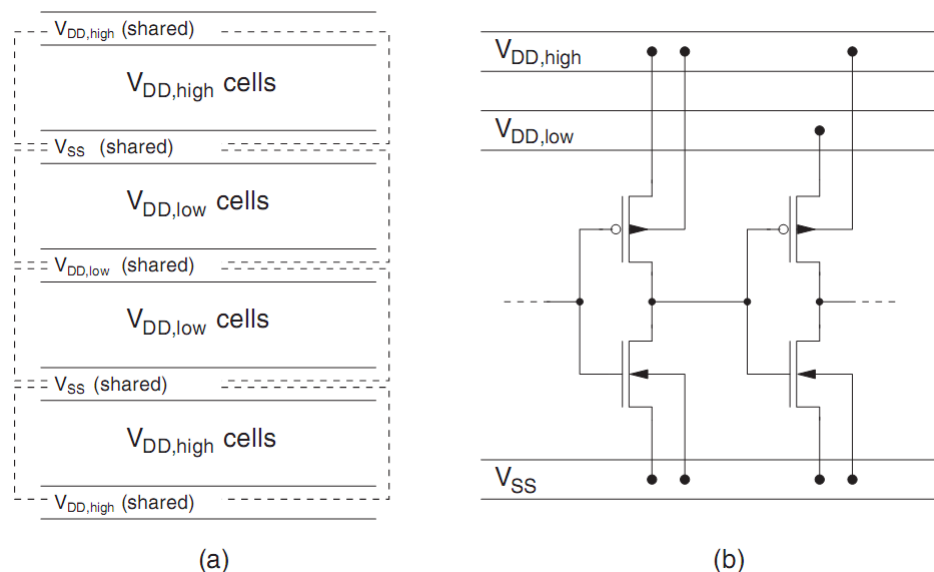 VDD,high (shared)
VDD,high cells
VSS (shared)
VDD,low cells
VDD,low (shared)
VDD,low cells
VSS (shared)
VDD,high cells
VDD,high (shared)
(a)
VDD,high
VDD,low
VSS
(b)